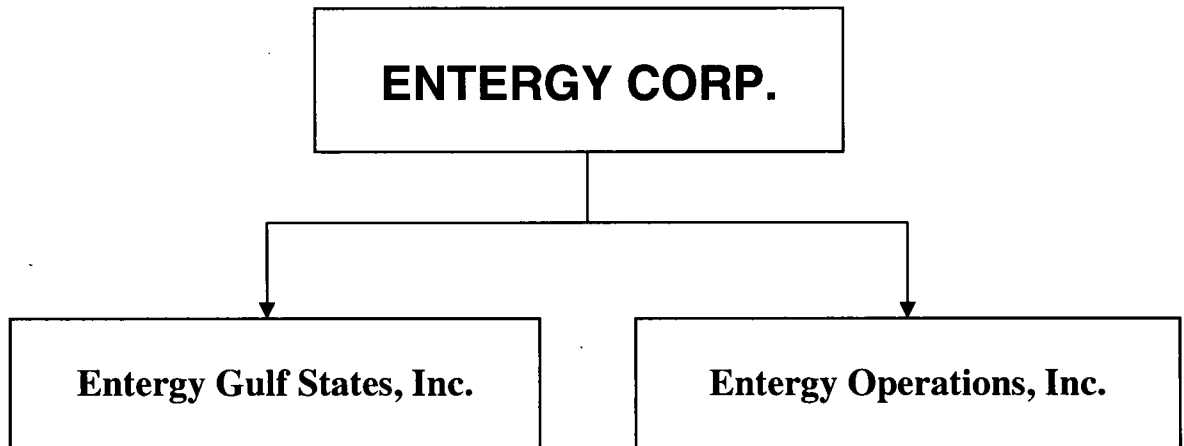 ENTERGY CORP.
Entergy Gulf States, Inc.
Entergy Operations, Inc.